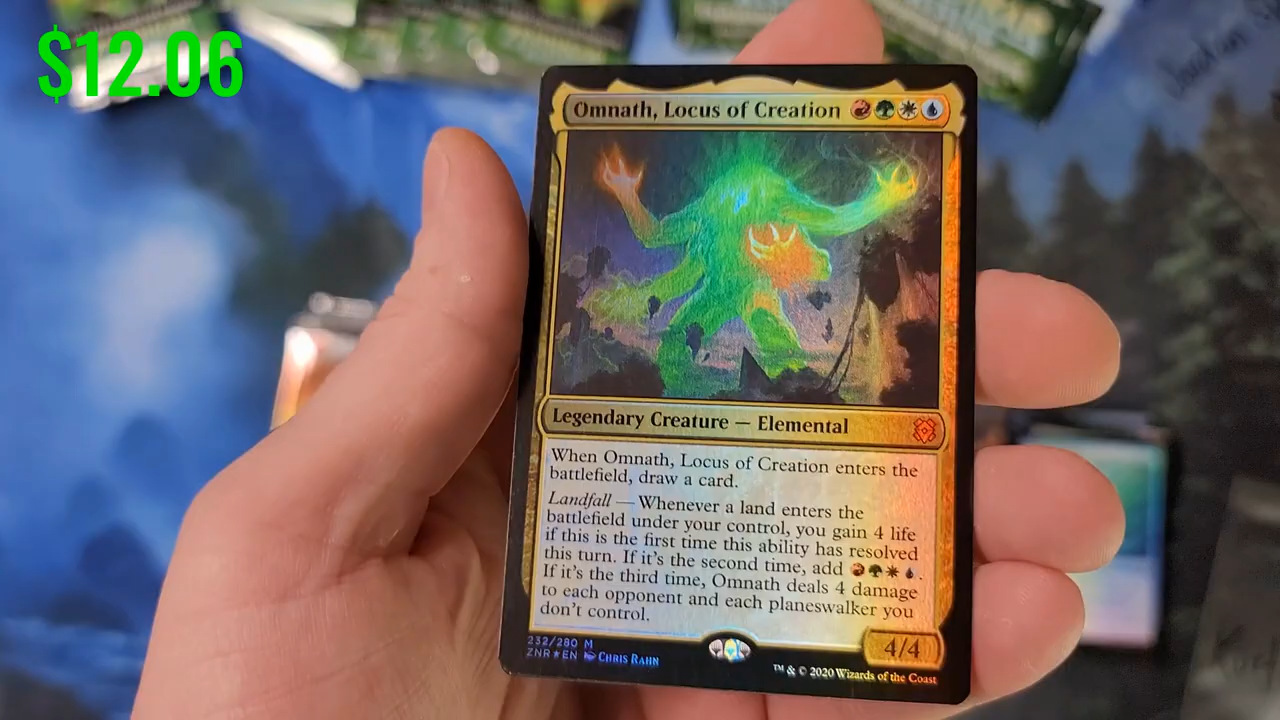 $12.06
Omnath, Locus of Creation
Legendary Creature — Elemental
When Omnath, Locus of Creation enters the
battlefield, draw a card.
Landfall — Whenever a land enters the
battlefield under your control, you gain 4 life
if this is the first time this ability has resolved
this turn. If it's the second time, add
If it's the third time, Omnath deals 4 damage
to each opponent and each planeswalker you
don't control.
4/4
232/280 M
ZNR★EN Chris Rahn
™ & © 2020 Wizards of the Coast